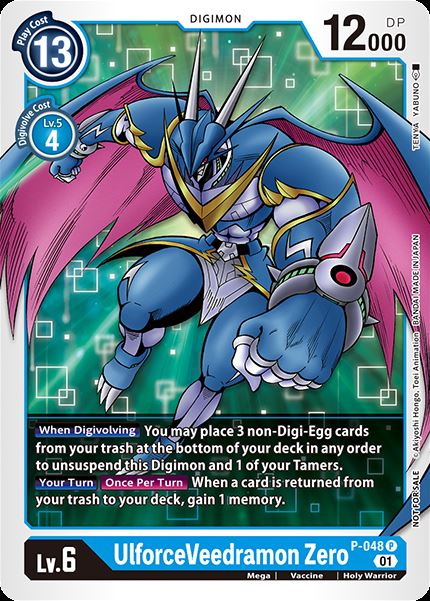 Play Cost
13
DIGIMON
DP
12000
Digivolve Cost
Lv.5
4
TENYA YABUNO
When Digivolving You may place 3 non-Digi-Egg cards
from your trash at the bottom of your deck in any order
to unsuspend this Digimon and 1 of your Tamers.
Your Turn Once Per Turn When a card is returned from
your trash to your deck, gain 1 memory.
NOT FOR SALE © Akiyoshi Hongo, Toei Animation BANDAI MADE IN JAPAN
Lv.6
UlforceVeedramon Zero
P-048 P
01
Mega | Vaccine | Holy Warrior